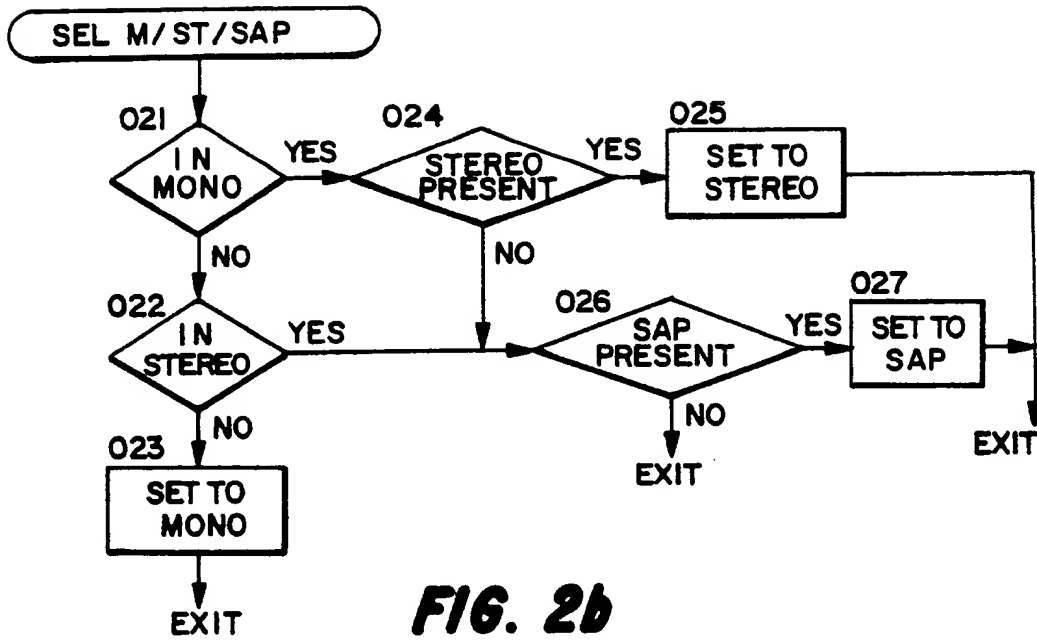 SEL M/ST/SAP
021
IN
MONO
YES
024
STEREO
PRESENT
YES
025
SET TO
STEREO
NO
NO
022
IN
STEREO
YES
026
SAP
PRESENT
YES
027
SET TO
SAP
NO
EXIT
EXIT
NO
023
SET TO
MONO
EXIT
FIG. 2b